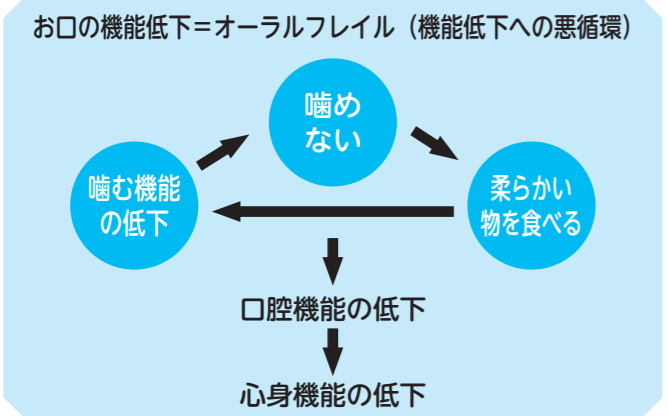 お口の機能低下＝オーラルフレイル（機能低下への悪循環）
噛め
ない
噛む機能
の低下
柔らかい
物を食べる
口腔機能の低下
心身機能の低下